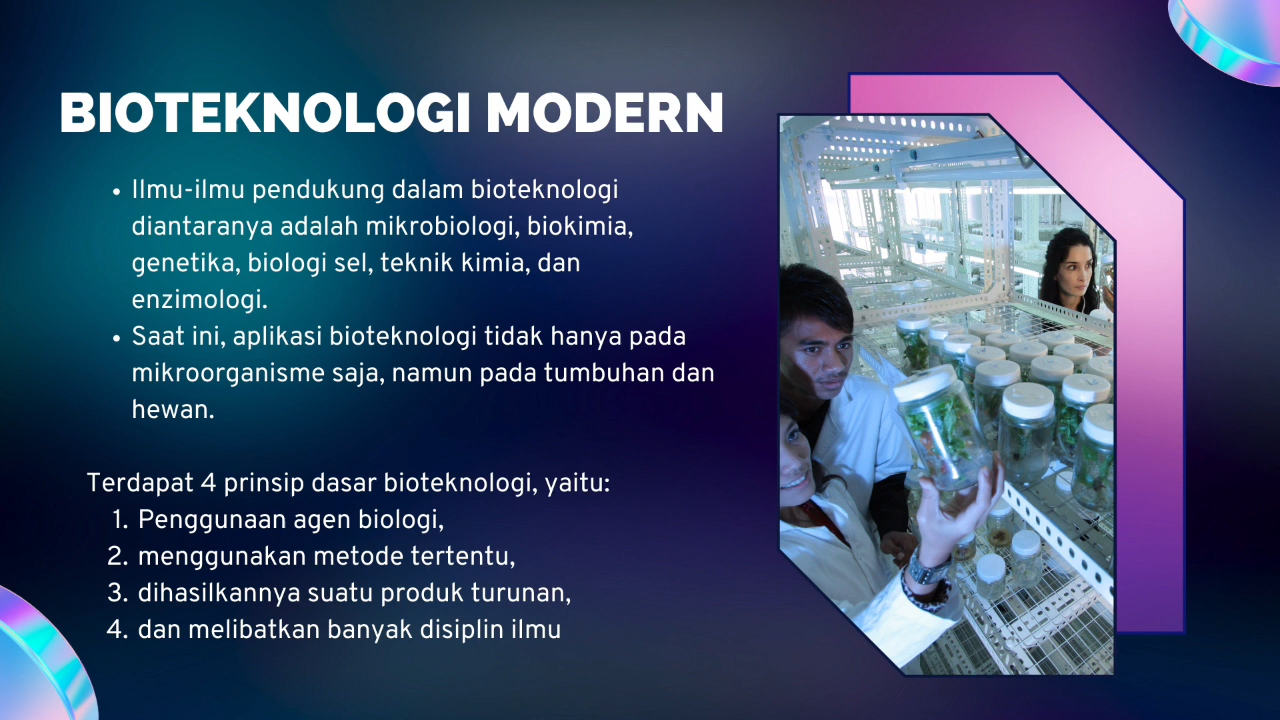 BIOTEKNOLOGI MODERN
• Ilmu-ilmu pendukung dalam bioteknologi
diantaranya adalah mikrobiologi, biokimia,
genetika, biologi sel, teknik kimia, dan
enzimologi.
• Saat ini, aplikasi bioteknologi tidak hanya pada
mikroorganisme saja, namun pada tumbuhan dan
hewan.
Terdapat 4 prinsip dasar bioteknologi, yaitu:
1. Penggunaan agen biologi,
2. menggunakan metode tertentu,
3. dihasilkannya suatu produk turunan,
4. dan melibatkan banyak disiplin ilmu